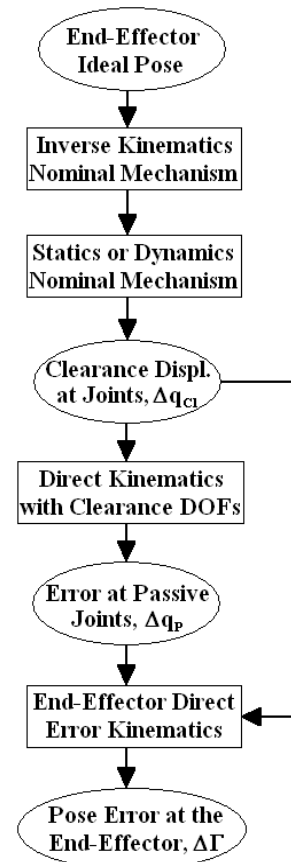 End-Effector
Ideal Pose
Inverse Kinematics
Nominal Mechanism
Statics or Dynamics
Nominal Mechanism
Clearance Displ.
at Joints, Δq_Cl
Direct Kinematics
with Clearance DOFs
Error at Passive
Joints, Δq_P
End-Effector Direct
Error Kinematics
Pose Error at the
End-Effector, ΔΓ